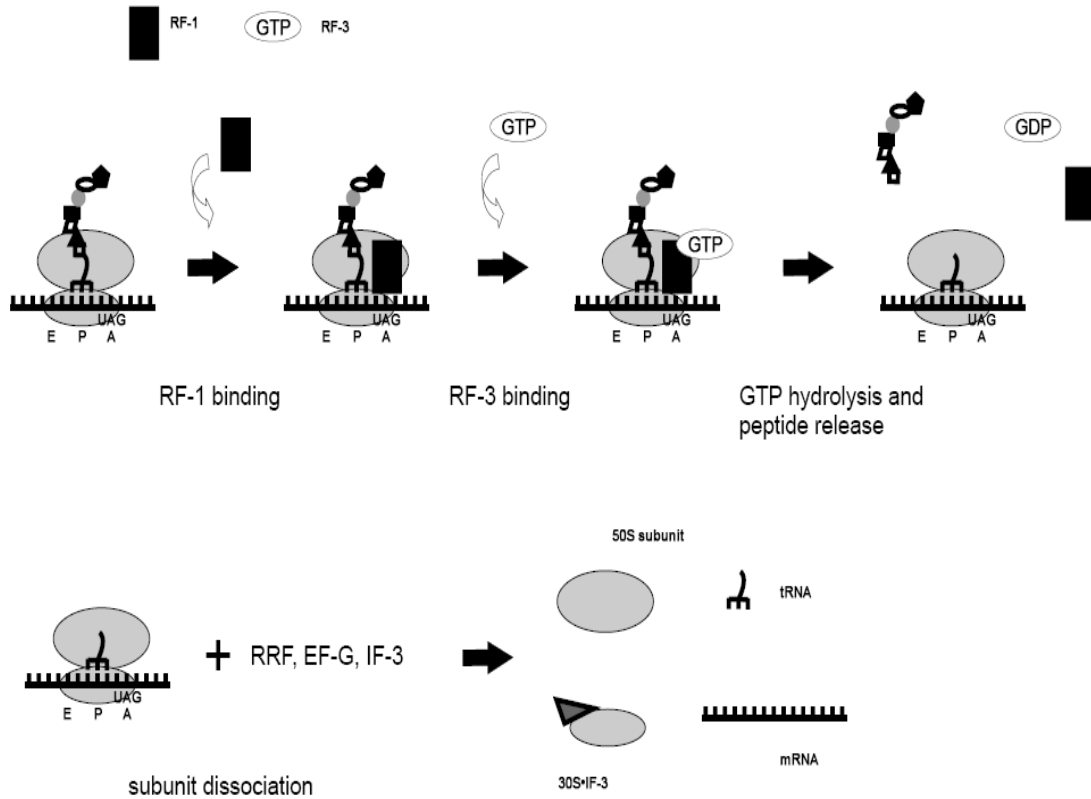 RF-1
GTP
RF-3
GTP
GDP
GTP
UAG
E P A
UAG
E P A
UAG
E P A
UAG
E P A
RF-1 binding
RF-3 binding
GTP hydrolysis and
peptide release
50S subunit
tRNA
+ RRF, EF-G, IF-3
UAG
E P A
mRNA
subunit dissociation
30S•IF-3